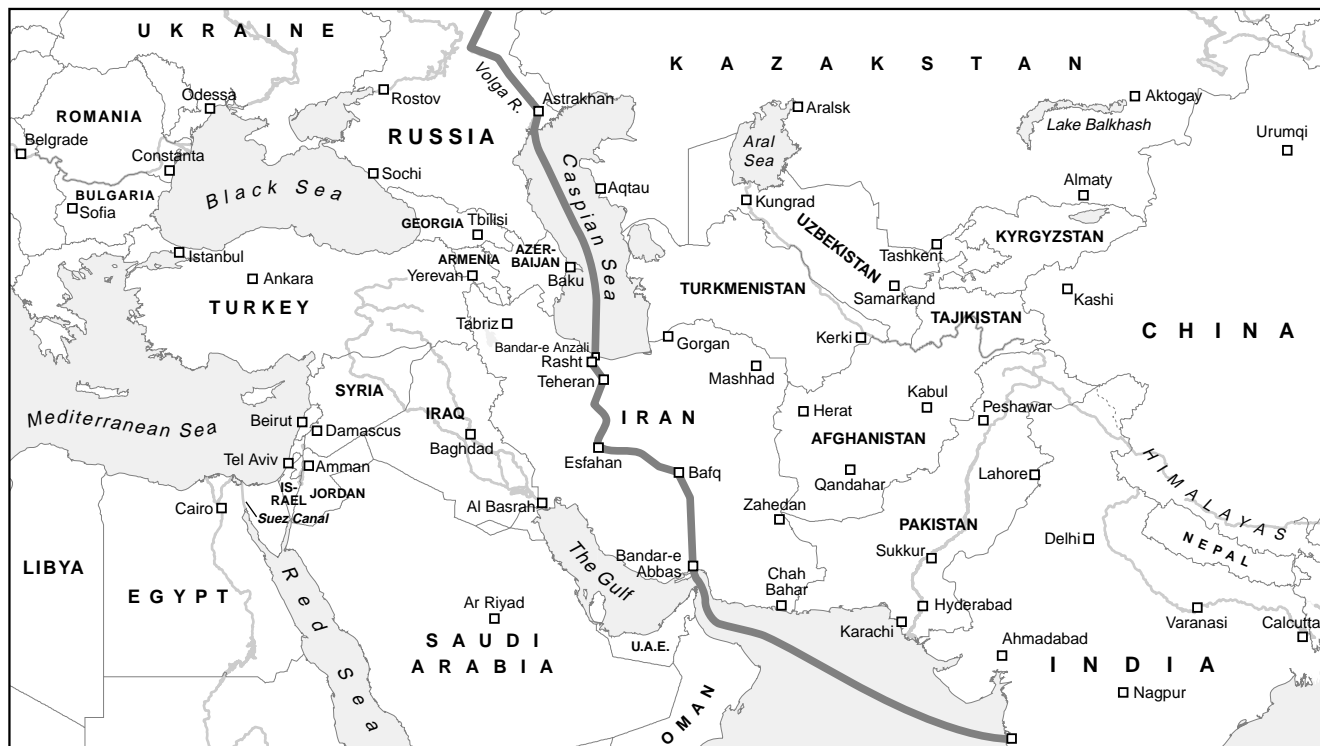 UKRAINE
KAZAKHSTAN
Volga R.
Odessa
Rostov
Astrakhan
Aralsk
Aktogay
ROMANIA
Belgrade
RUSSIA
Lake Balkhash
Urumqi
Constanta
Aral
Sea
Sochi
Caspian Sea
Aqtau
Almaty
BULGARIA
Sofia
Black Sea
Kungrad
GEORGIA
Tbilisi
UZBEKISTAN
KYRGYZSTAN
Istanbul
ARMENIA
AZER-
BAIJAN
Tashkent
Ankara
Yerevan
Baku
TURKMENISTAN
Samarkand
Kashi
TURKEY
Tabriz
TAJIKISTAN
CHINA
Bandar-e Anzali
Rasht
Gorgan
Kerki
Teheran
Mashhad
SYRIA
Kabul
Mediterranean Sea
Beirut
IRAQ
IRAN
Herat
Peshawar
Damascus
Baghdad
AFGHANISTAN
Esfahan
Tel Aviv
Amman
Bafq
Qandahar
Lahore
HIMALAYAS
IS-
RAEL
JORDAN
Cairo
Suez Canal
Al Basrah
Zahedan
PAKISTAN
Delhi
NEPAL
LIBYA
The Gulf
Bandar-e
Abbas
Sukkur
EGYPT
Red Sea
Ar Riyad
Chah
Bahar
Hyderabad
Karachi
Varanasi
Calcutta
SAUDI
ARABIA
U.A.E.
Ahmadabad
INDIA
OMAN
Nagpur